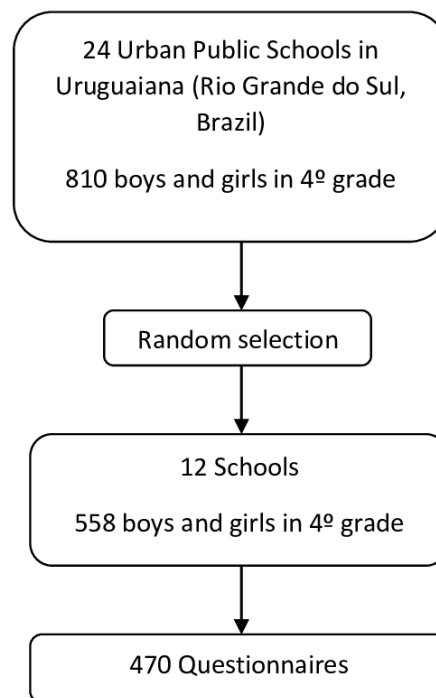 24 Urban Public Schools in
Uruguaiana (Rio Grande do Sul,
Brazil)
810 boys and girls in 4º grade
Random selection
12 Schools
558 boys and girls in 4º grade
470 Questionnaires